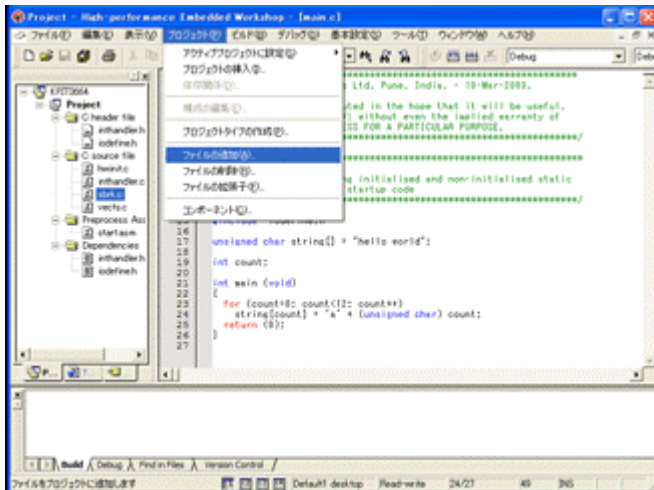 Project - High-performance Embedded Workshop - [main.c]
ファイル(F) 編集(E) 表示(V) プロジェクト(P) ビルド(B) デバッグ(D) 基本設定(S) ツール(T) ウィンドウ(W) ヘルプ(H)
アクティブプロジェクトに設定
プロジェクトの挿入
Debug
プロジェクトタイプの作成
ファイルの追加(A)...
ファイルの削除(R)...
ファイルの拡張子
コンポーネント
KPIT3664
Project
C header file
inthandler.h
iodefine.h
C source file
hwinit.c
inthandler.c
sbrk.c
vects.c
Preprocess Ass
start.asm
Dependencies
inthandler.h
iodefine.h
Ltd. Pune, India. - 10-Mar-2003.
uted in the hope that it will be useful,
; without even the implied warranty of
SS FOR A PARTICULAR PURPOSE.
ng initialised and non-initialised static
startup code
16
17 unsigned char string[] = "hello world";
18
19 int count;
20
21 int main (void)
22 {
23 for (count=0; count<12; count++)
24 string[count] = 'a' + (unsigned char) count;
25 return (0);
26 }
27
Build Debug Find in Files Version Control
ファイルをプロジェクトに追加します
Default1 desktop Read-write 24/27 49 INS